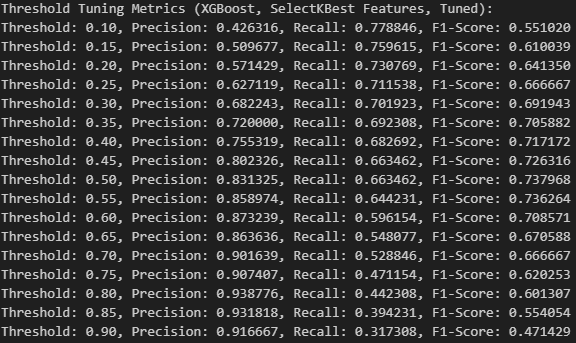 Threshold Tuning Metrics (XGBoost, SelectKBest Features, Tuned):
Threshold: 0.10, Precision: 0.426316, Recall: 0.778846, F1-Score: 0.551020
Threshold: 0.15, Precision: 0.509677, Recall: 0.759615, F1-Score: 0.610039
Threshold: 0.20, Precision: 0.571429, Recall: 0.730769, F1-Score: 0.641350
Threshold: 0.25, Precision: 0.627119, Recall: 0.711538, F1-Score: 0.666667
Threshold: 0.30, Precision: 0.682243, Recall: 0.701923, F1-Score: 0.691943
Threshold: 0.35, Precision: 0.720000, Recall: 0.692308, F1-Score: 0.705882
Threshold: 0.40, Precision: 0.755319, Recall: 0.682692, F1-Score: 0.717172
Threshold: 0.45, Precision: 0.802326, Recall: 0.663462, F1-Score: 0.726316
Threshold: 0.50, Precision: 0.831325, Recall: 0.663462, F1-Score: 0.737968
Threshold: 0.55, Precision: 0.858974, Recall: 0.644231, F1-Score: 0.736264
Threshold: 0.60, Precision: 0.873239, Recall: 0.596154, F1-Score: 0.708571
Threshold: 0.65, Precision: 0.863636, Recall: 0.548077, F1-Score: 0.670588
Threshold: 0.70, Precision: 0.901639, Recall: 0.528846, F1-Score: 0.666667
Threshold: 0.75, Precision: 0.907407, Recall: 0.471154, F1-Score: 0.620253
Threshold: 0.80, Precision: 0.938776, Recall: 0.442308, F1-Score: 0.601307
Threshold: 0.85, Precision: 0.931818, Recall: 0.394231, F1-Score: 0.554054
Threshold: 0.90, Precision: 0.916667, Recall: 0.317308, F1-Score: 0.471429